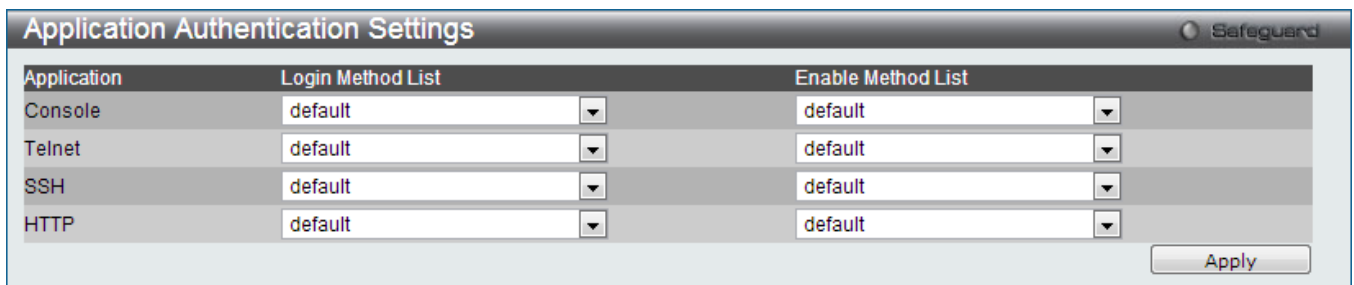 Application Authentication Settings Safeguard
Application Login Method List Enable Method List
Console default default
Telnet default default
SSH default default
HTTP default default
Apply